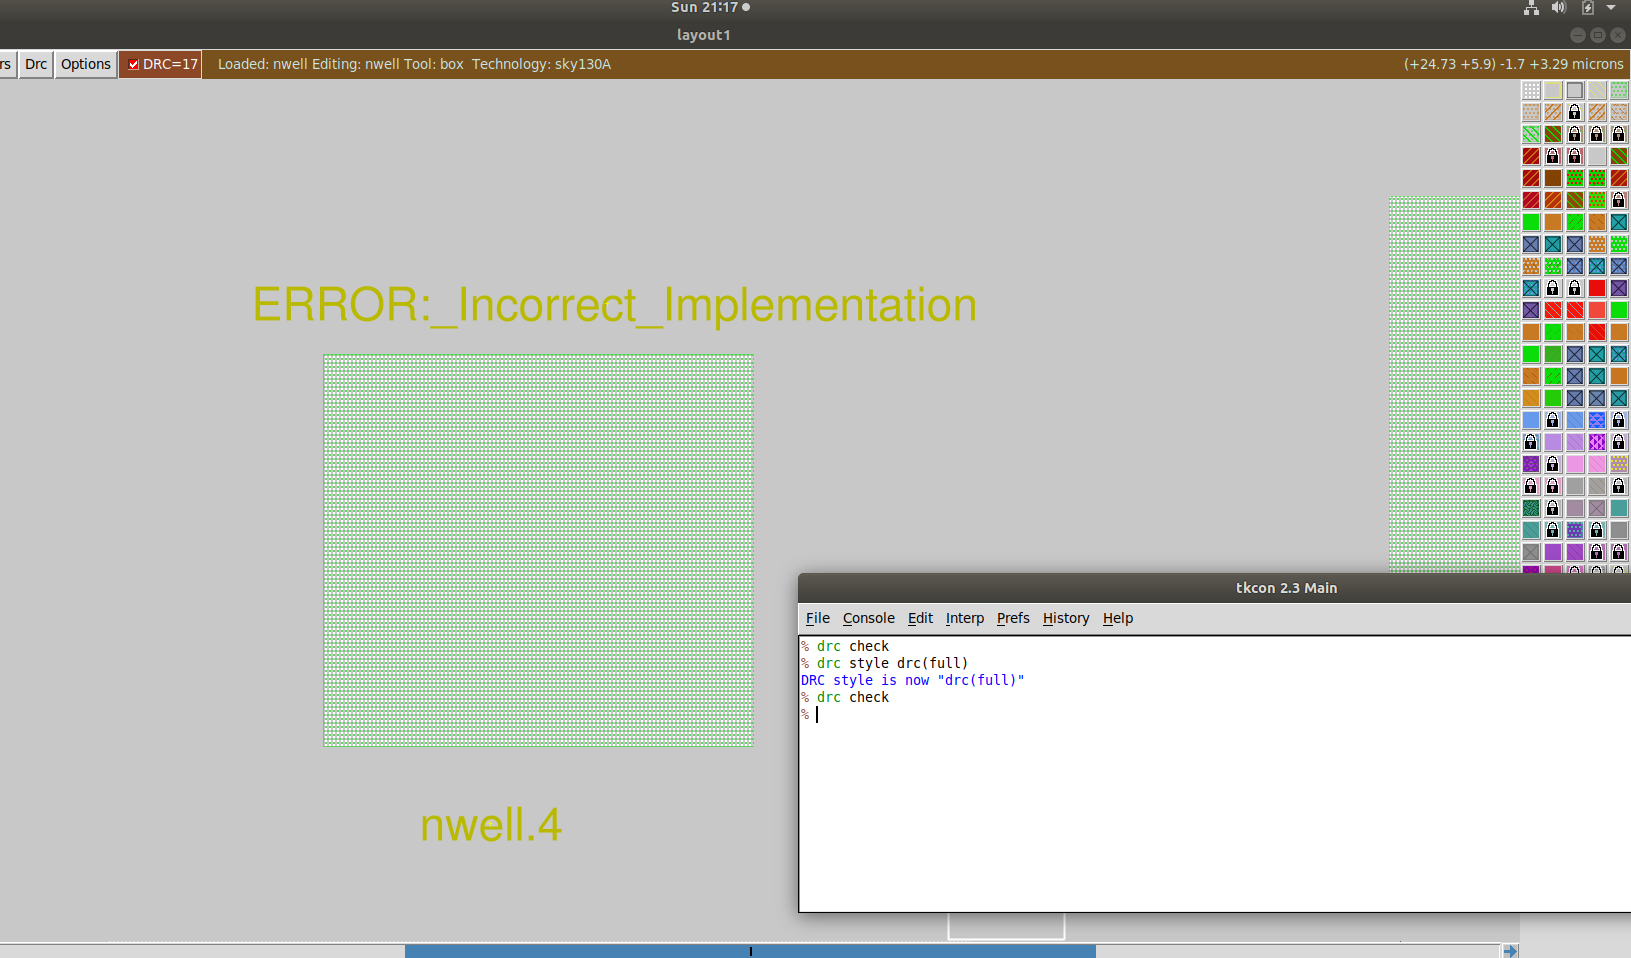 Sun 21:17
layout1
rs Drc Options DRC=17 Loaded: nwell Editing: nwell Tool: box Technology: sky130A (+24.73 +5.9) -1.7 +3.29 microns
ERROR:_Incorrect_Implementation
nwell.4
tkcon 2.3 Main
File Console Edit Interp Prefs History Help
% drc check
% drc style drc(full)
DRC style is now "drc(full)"
% drc check
%